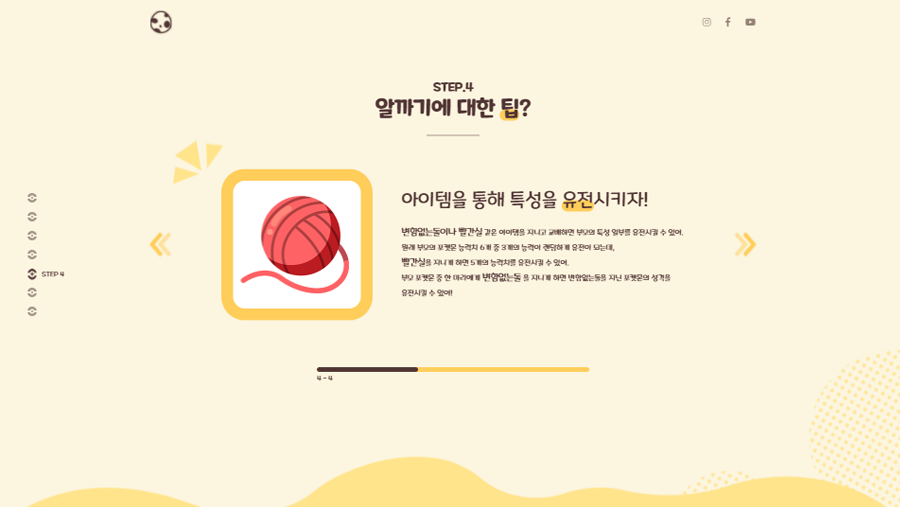 STEP.4
알까기에 대한 팁?
아이템을 통해 특성을 유전시키자!
변함없는돌이나 빨간실 같은 아이템을 지니고 교배하면 부모의 특성 일부를 유전시킬 수 있어.
원래 부모의 포켓몬 능력치 6개 중 3개의 능력이 랜덤하게 유전이 되는데,
빨간실을 지니게 하면 5개의 능력치를 유전시킬 수 있어.
부모 포켓몬 중 한 마리에게 변함없는돌 을 지니게 하면 변함없는돌을 지닌 포켓몬의 성격을
유전시킬 수 있어!
STEP 4
4 - 4